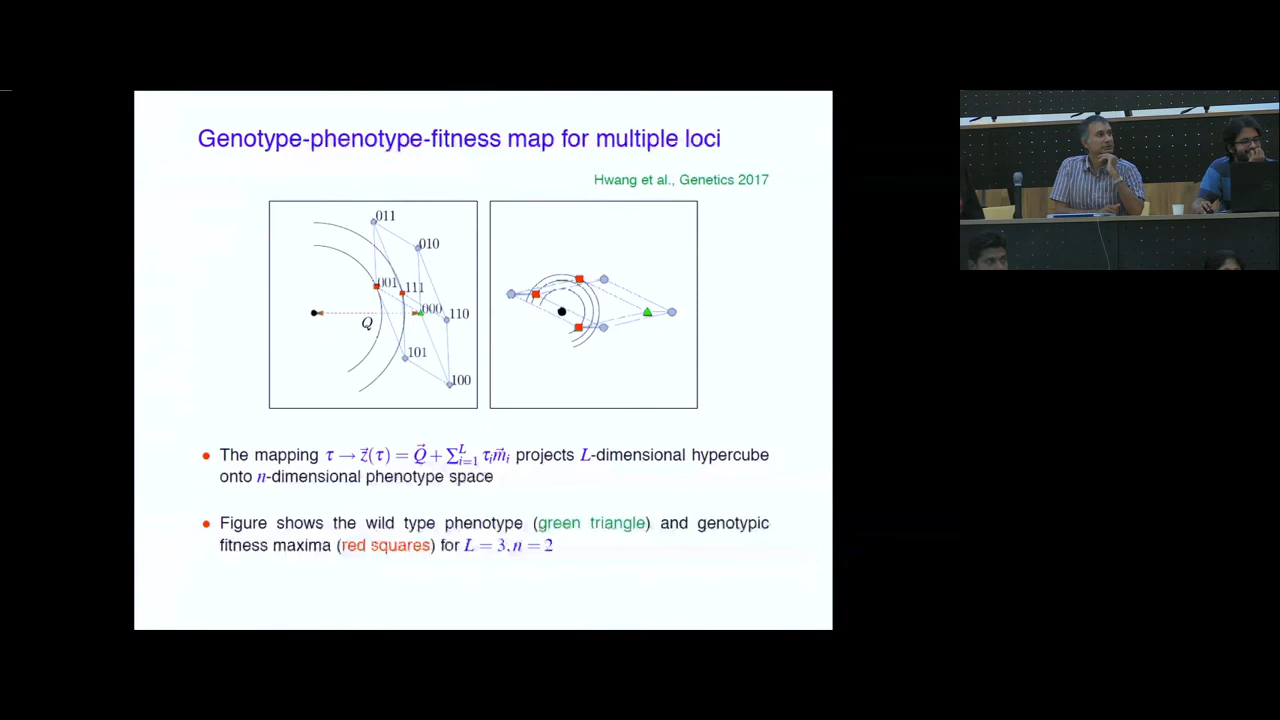 Genotype-phenotype-fitness map for multiple loci
Hwang et al., Genetics 2017
011
010
001
111
000
110
Q
101
100
• The mapping τ → z⃗(τ) = Q⃗ + ∑ᴸᵢ₌₁ τᵢm⃗ᵢ projects L-dimensional hypercube
onto n-dimensional phenotype space
• Figure shows the wild type phenotype (green triangle) and genotypic
fitness maxima (red squares) for L = 3, n = 2